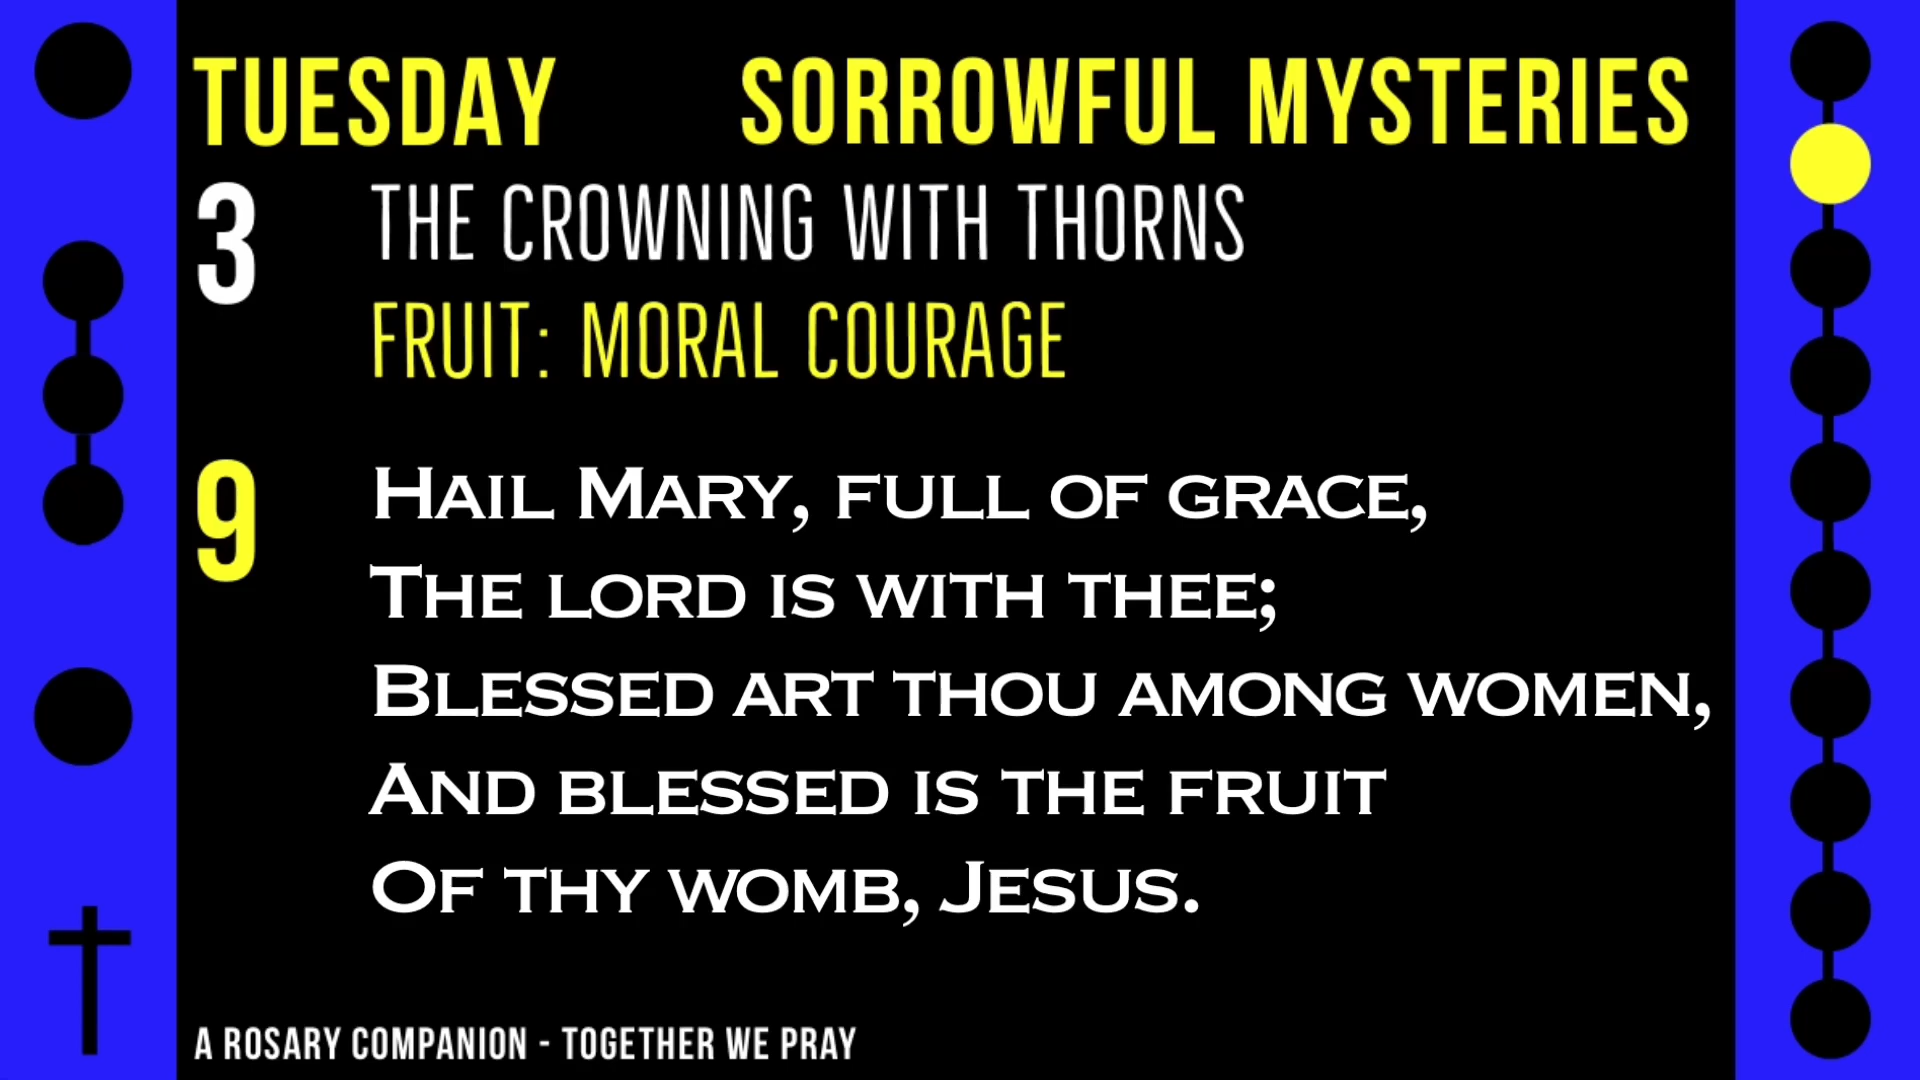 TUESDAY SORROWFUL MYSTERIES
3 THE CROWNING WITH THORNS
FRUIT: MORAL COURAGE
9 Hail Mary, full of grace,
The lord is with thee;
Blessed art thou among women,
And blessed is the fruit
Of thy womb, Jesus.
A ROSARY COMPANION - TOGETHER WE PRAY